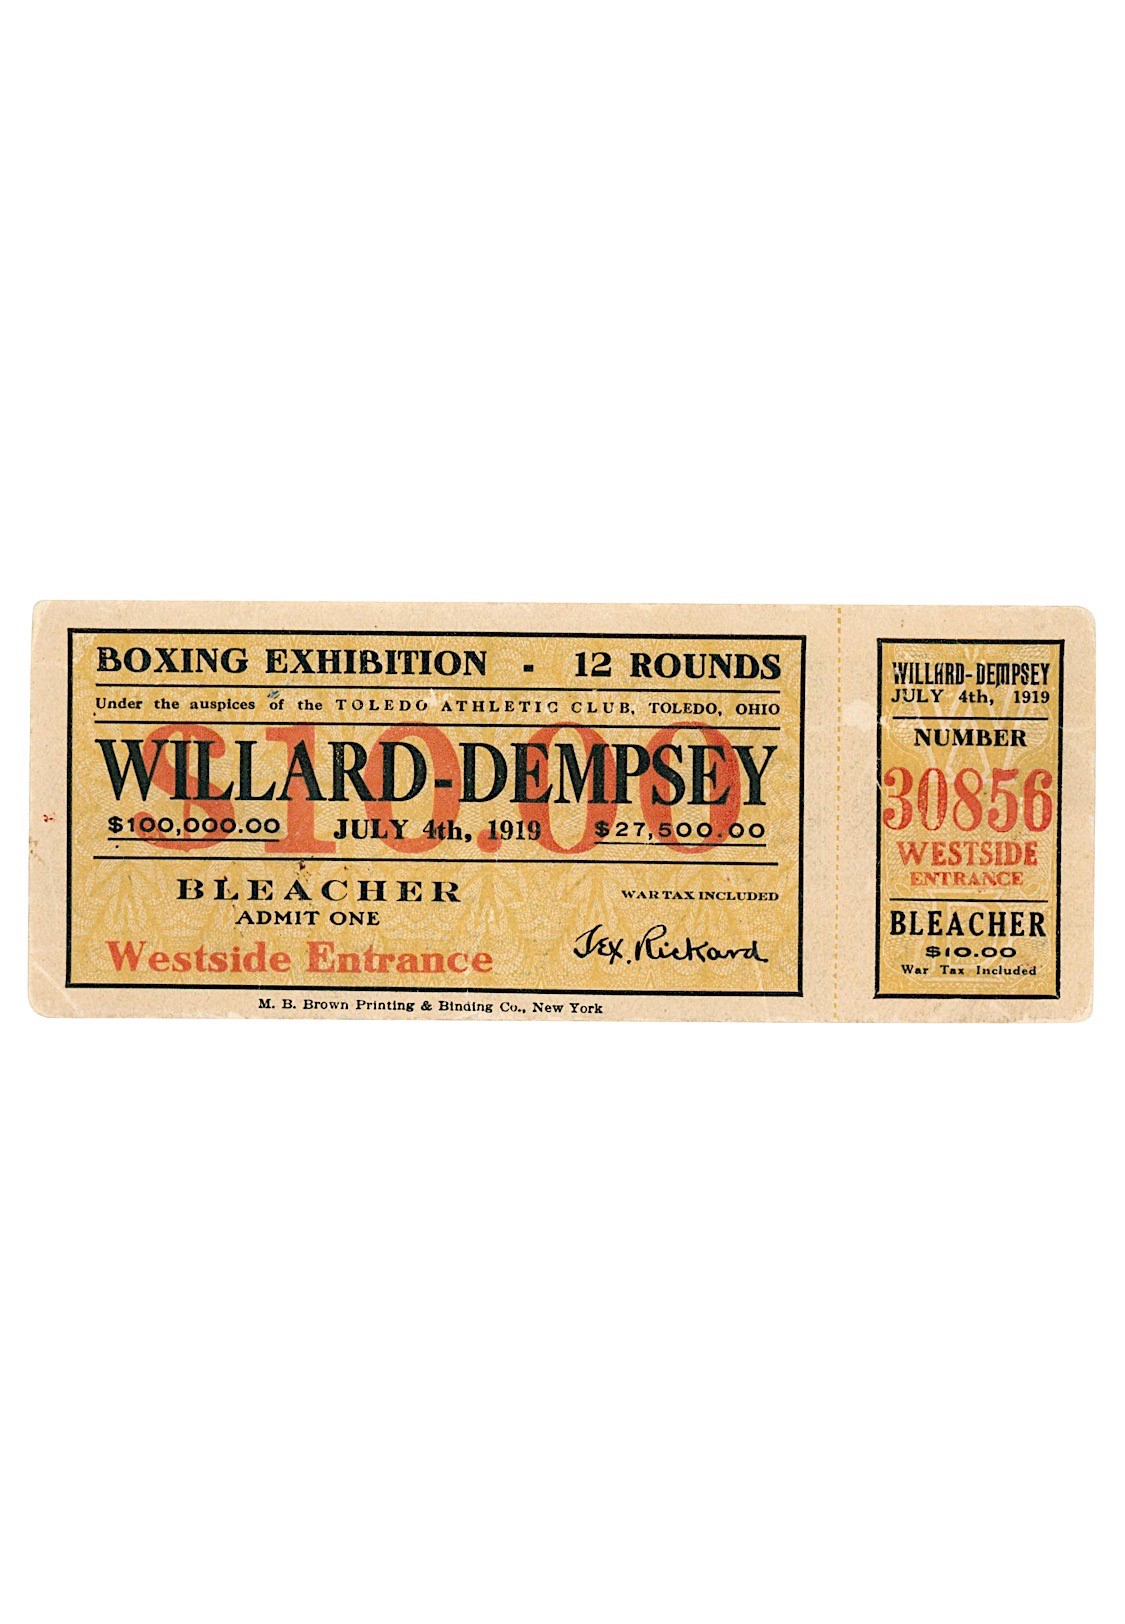 BOXING EXHIBITION - 12 ROUNDS
Under the auspices of the TOLEDO ATHLETIC CLUB, TOLEDO, OHIO
$10.00
WILLARD-DEMPSEY
$100,000.00 JULY 4th, 1919 $27,500.00
BLEACHER WAR TAX INCLUDED
ADMIT ONE
Westside Entrance Tex. Rickard
M. B. Brown Printing & Binding Co., New York
WILLARD-DEMPSEY
JULY 4th, 1919
NUMBER
30856
WESTSIDE
ENTRANCE
BLEACHER
$10.00
War Tax Included